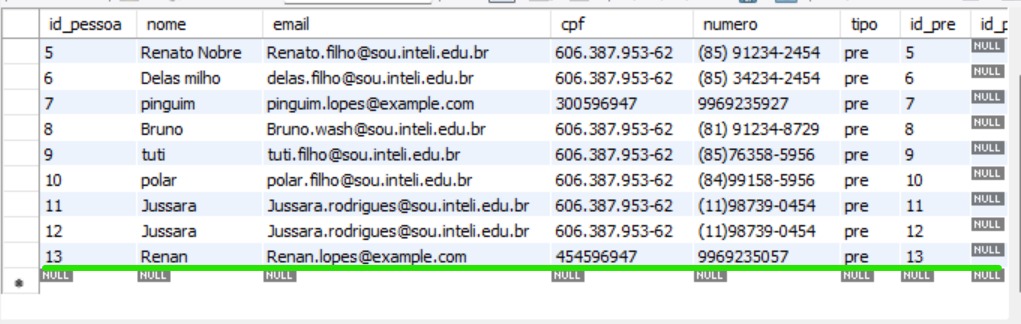 id_pessoa nome email cpf numero tipo id_pre id_p
5 Renato Nobre Renato.filho@sou.inteli.edu.br 606.387.953-62 (85) 91234-2454 pre 5 NULL
6 Delas milho delas.filho@sou.inteli.edu.br 606.387.953-62 (85) 34234-2454 pre 6 NULL
7 pinguim pinguim.lopes@example.com 300596947 9969235927 pre 7 NULL
8 Bruno Bruno.wash@sou.inteli.edu.br 606.387.953-62 (81) 91234-8729 pre 8 NULL
9 tuti tuti.filho@sou.inteli.edu.br 606.387.953-62 (85)76358-5956 pre 9 NULL
10 polar polar.filho@sou.inteli.edu.br 606.387.953-62 (84)99158-5956 pre 10 NULL
11 Jussara Jussara.rodrigues@sou.inteli.edu.br 606.387.953-62 (11)98739-0454 pre 11 NULL
12 Jussara Jussara.rodrigues@sou.inteli.edu.br 606.387.953-62 (11)98739-0454 pre 12 NULL
13 Renan Renan.lopes@example.com 454596947 9969235057 pre 13 NULL
NULL NULL NULL NULL NULL NULL NULL NULL